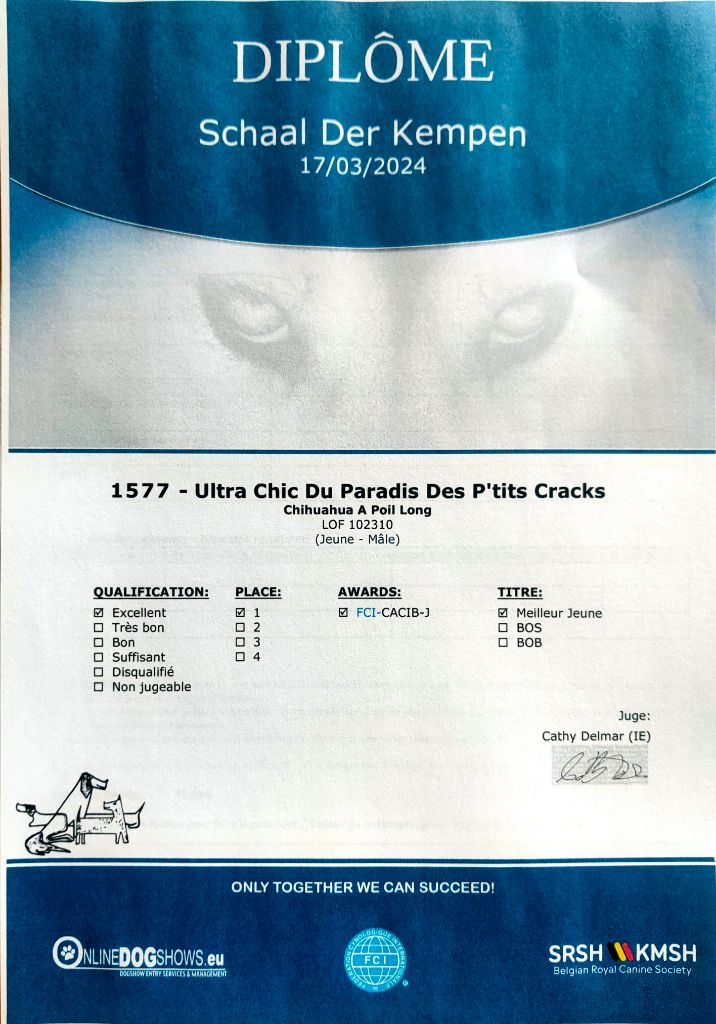 DIPLÔME
Schaal Der Kempen
17/03/2024
1577 - Ultra Chic Du Paradis Des P'tits Cracks
Chihuahua A Poil Long
LOF 102310
(Jeune - Mâle)
QUALIFICATION:
☑ Excellent
☐ Très bon
☐ Bon
☐ Suffisant
☐ Disqualifié
☐ Non jugeable
PLACE:
☑ 1
☐ 2
☐ 3
☐ 4
AWARDS:
☑ FCI-CACIB-J
TITRE:
☑ Meilleur Jeune
☐ BOS
☐ BOB
Juge:
Cathy Delmar (IE)
ONLY TOGETHER WE CAN SUCCEED!
ONLINEDOGSHOWS.eu
DOGSHOW ENTRY SERVICES & MANAGEMENT
FEDERATION CYNOLOGIQUE INTERNATIONALE
FCI
SRSH KMSH
Belgian Royal Canine Society